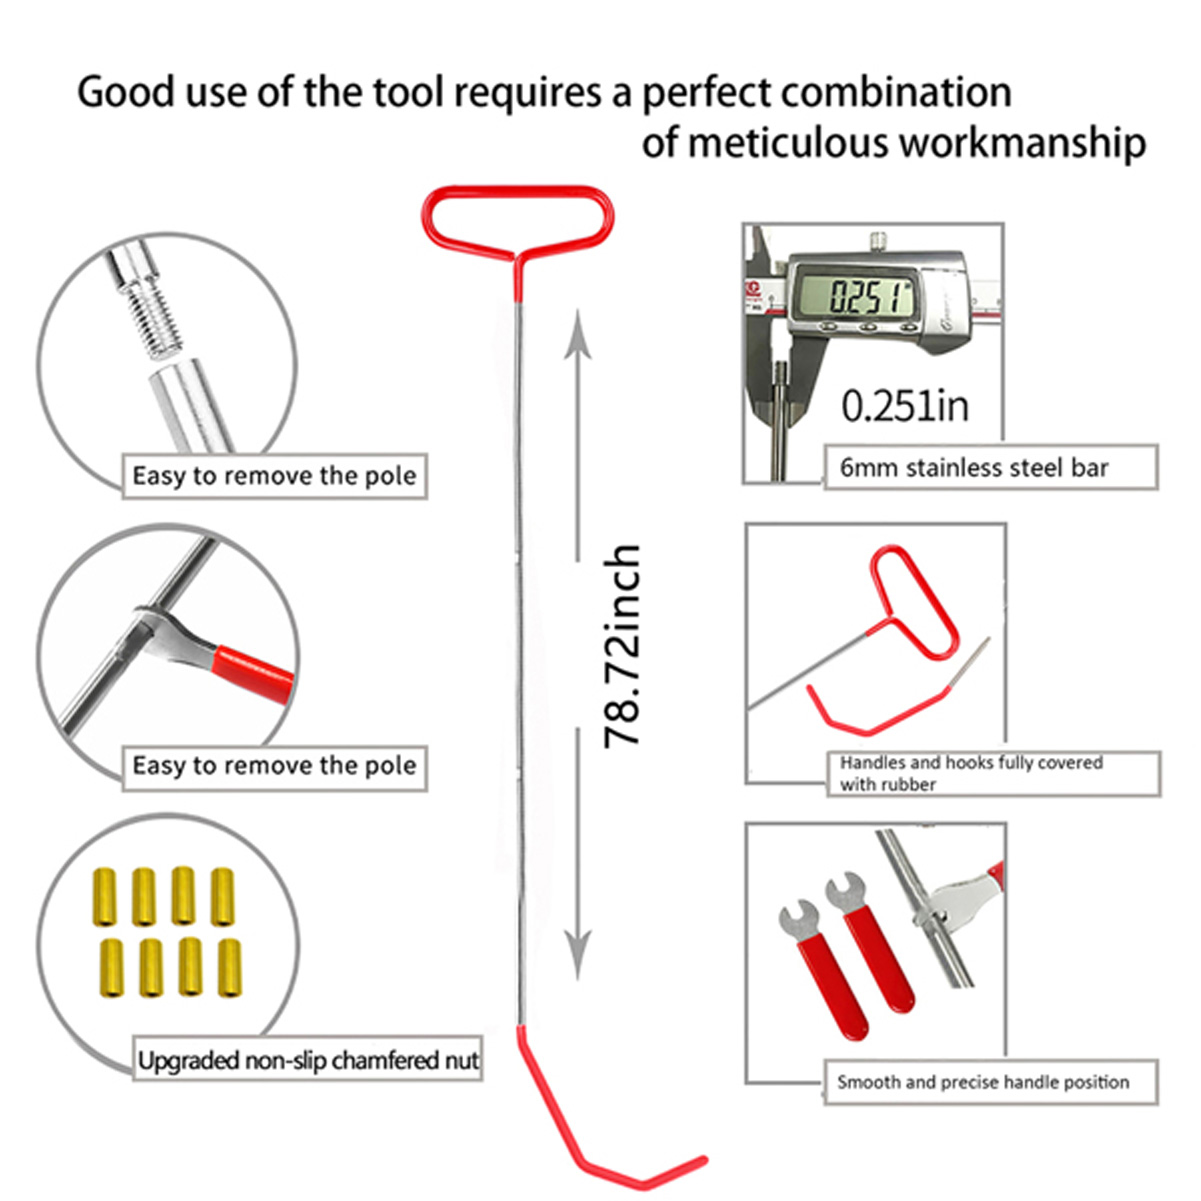 Good use of the tool requires a perfect combination
of meticulous workmanship
Easy to remove the pole
0.251
0.251in
6mm stainless steel bar
78.72inch
Easy to remove the pole
Handles and hooks fully covered
with rubber
Upgraded non-slip chamfered nut
Smooth and precise handle position